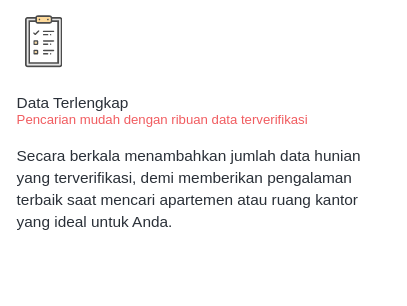 Data Terlengkap
Pencarian mudah dengan ribuan data terverifikasi
Secara berkala menambahkan jumlah data hunian
yang terverifikasi, demi memberikan pengalaman
terbaik saat mencari apartemen atau ruang kantor
yang ideal untuk Anda.